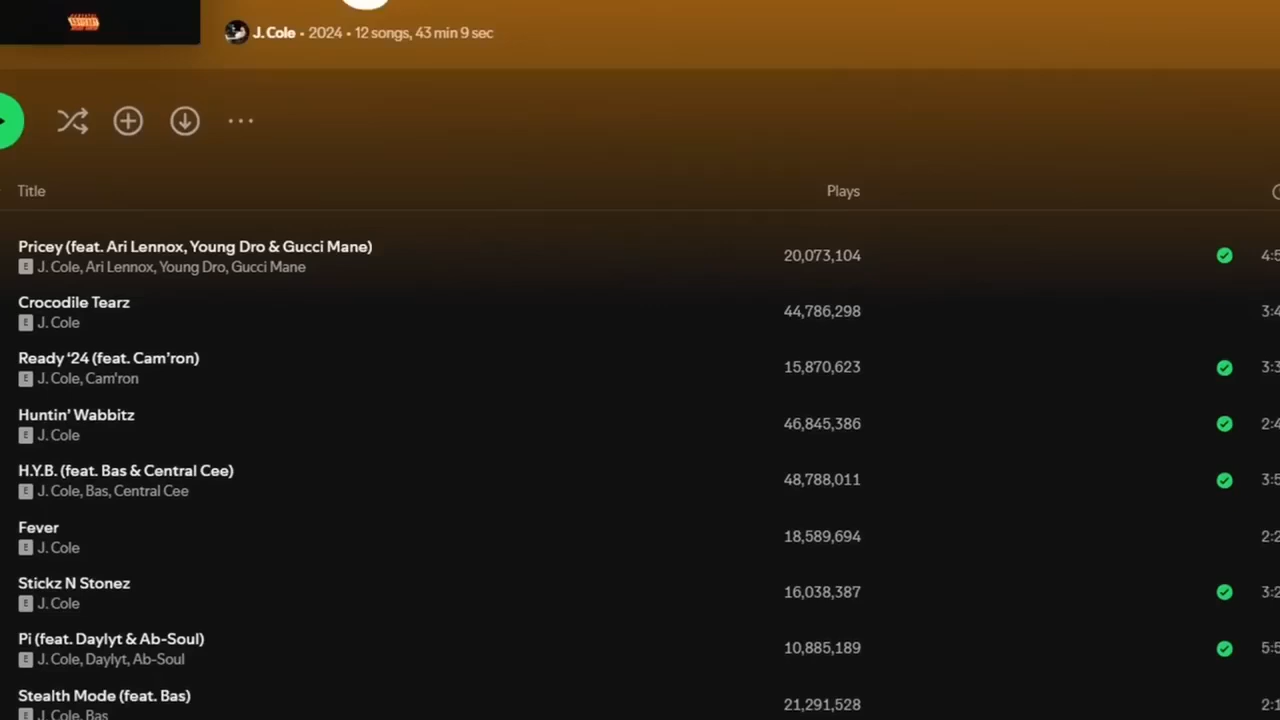 J. Cole • 2024 • 12 songs, 43 min 9 sec
Title Plays
Pricey (feat. Ari Lennox, Young Dro & Gucci Mane)
E J. Cole, Ari Lennox, Young Dro, Gucci Mane
20,073,104
Crocodile Tearz
E J. Cole
44,786,298
Ready ‘24 (feat. Cam’ron)
E J. Cole, Cam’ron
15,870,623
Huntin’ Wabbitz
E J. Cole
46,845,386
H.Y.B. (feat. Bas & Central Cee)
E J. Cole, Bas, Central Cee
48,788,011
Fever
E J. Cole
18,589,694
Stickz N Stonez
E J. Cole
16,038,387
Pi (feat. Daylyt & Ab-Soul)
E J. Cole, Daylyt, Ab-Soul
10,885,189
Stealth Mode (feat. Bas)
E J. Cole, Bas
21,291,528